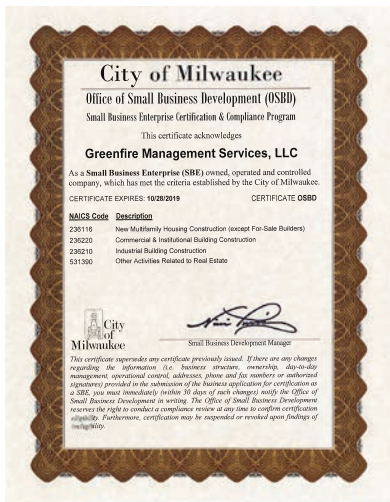 City of Milwaukee
Office of Small Business Development (OSBD)
Small Business Enterprise Certification & Compliance Program
This certificate acknowledges
Greenfire Management Services, LLC
As a Small Business Enterprise (SBE) owned, operated and controlled
company, which has met the criteria established by the City of Milwaukee.
CERTIFICATE EXPIRES: 10/28/2019 CERTIFICATE OSBD
NAICS Code Description
236116 New Multifamily Housing Construction (except For-Sale Builders)
236220 Commercial & Institutional Building Construction
236210 Industrial Building Construction
531390 Other Activities Related to Real Estate
City
of
Milwaukee
Small Business Development Manager
This certificate supersedes any certificate previously issued. If there are any changes
regarding the information (i.e. business structure, ownership, day-to-day
management, operational control, addresses, phone and fax numbers or authorized
signatures) provided in the submission of the business application for certification as
a SBE, you must immediately (within 30 days of such changes) notify the Office of
Small Business Development in writing. The Office of Small Business Development
reserves the right to conduct a compliance review at any time to confirm certification
eligibility. Furthermore, certification may be suspended or revoked upon findings of
ineligibility.